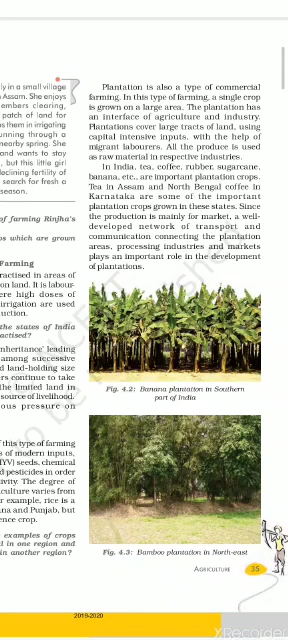 ly in a small village
Assam. She enjoys
embers clearing,
patch of land for
s them in irrigating
unning through a
nearby spring. She
and wants to stay
, but this little girl
declining fertility of
search for fresh a
season.
of farming Rinjha's
ps which are grown
Farming
ractised in areas of
on land. It is labour-
ere high doses of
irrigation are used
duction.
the states of India
actised?
inheritance' leading
among successive
d land-holding size
ers continue to take
the limited land in
source of livelihood.
ous pressure on
f this type of farming
s of modern inputs,
HYV) seeds, chemical
d pesticides in order
tivity. The degree of
iculture varies from
r example, rice is a
na and Punjab, but
ence crop.
examples of crops
l in one region and
in another region?
Plantation is also a type of commercial
farming. In this type of farming, a single crop
is grown on a large area. The plantation has
an interface of agriculture and industry.
Plantations cover large tracts of land, using
capital intensive inputs, with the help of
migrant labourers. All the produce is used
as raw material in respective industries.
In India, tea, coffee, rubber, sugarcane,
banana, etc., are important plantation crops.
Tea in Assam and North Bengal coffee in
Karnataka are some of the important
plantation crops grown in these states. Since
the production is mainly for market, a well-
developed network of transport and
communication connecting the plantation
areas, processing industries and markets
plays an important role in the development
of plantations.
Fig. 4.2: Banana plantation in Southern
part of India
Fig. 4.3: Bamboo plantation in North-east
AGRICULTURE 35
2019-2020
XRecorder